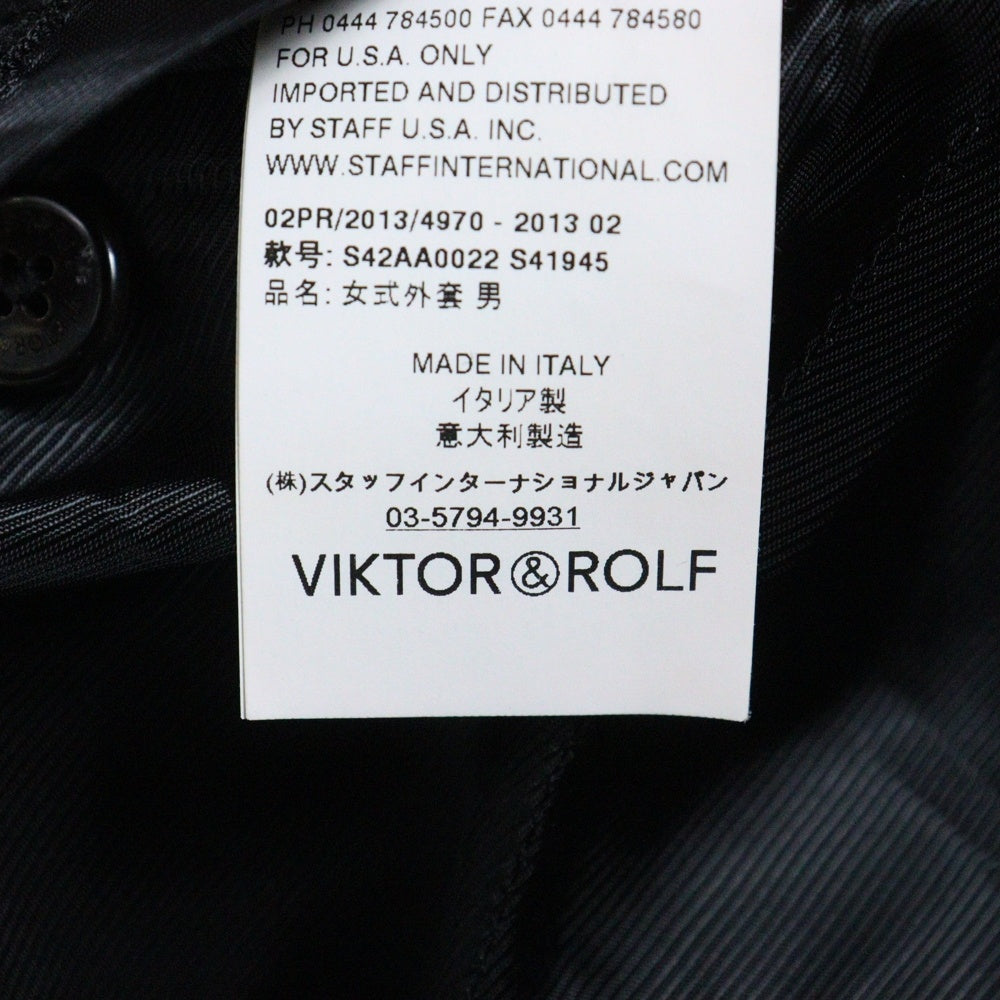 PH 0444 784500 FAX 0444 784580
FOR U.S.A. ONLY
IMPORTED AND DISTRIBUTED
BY STAFF U.S.A. INC.
WWW.STAFFINTERNATIONAL.COM
02PR/2013/4970 - 2013 02
款号: S42AA0022 S41945
品名: 女式外套 男
MADE IN ITALY
イタリア製
意大利製造
(株)スタッフインターナショナルジャパン
03-5794-9931
VIKTOR&ROLF